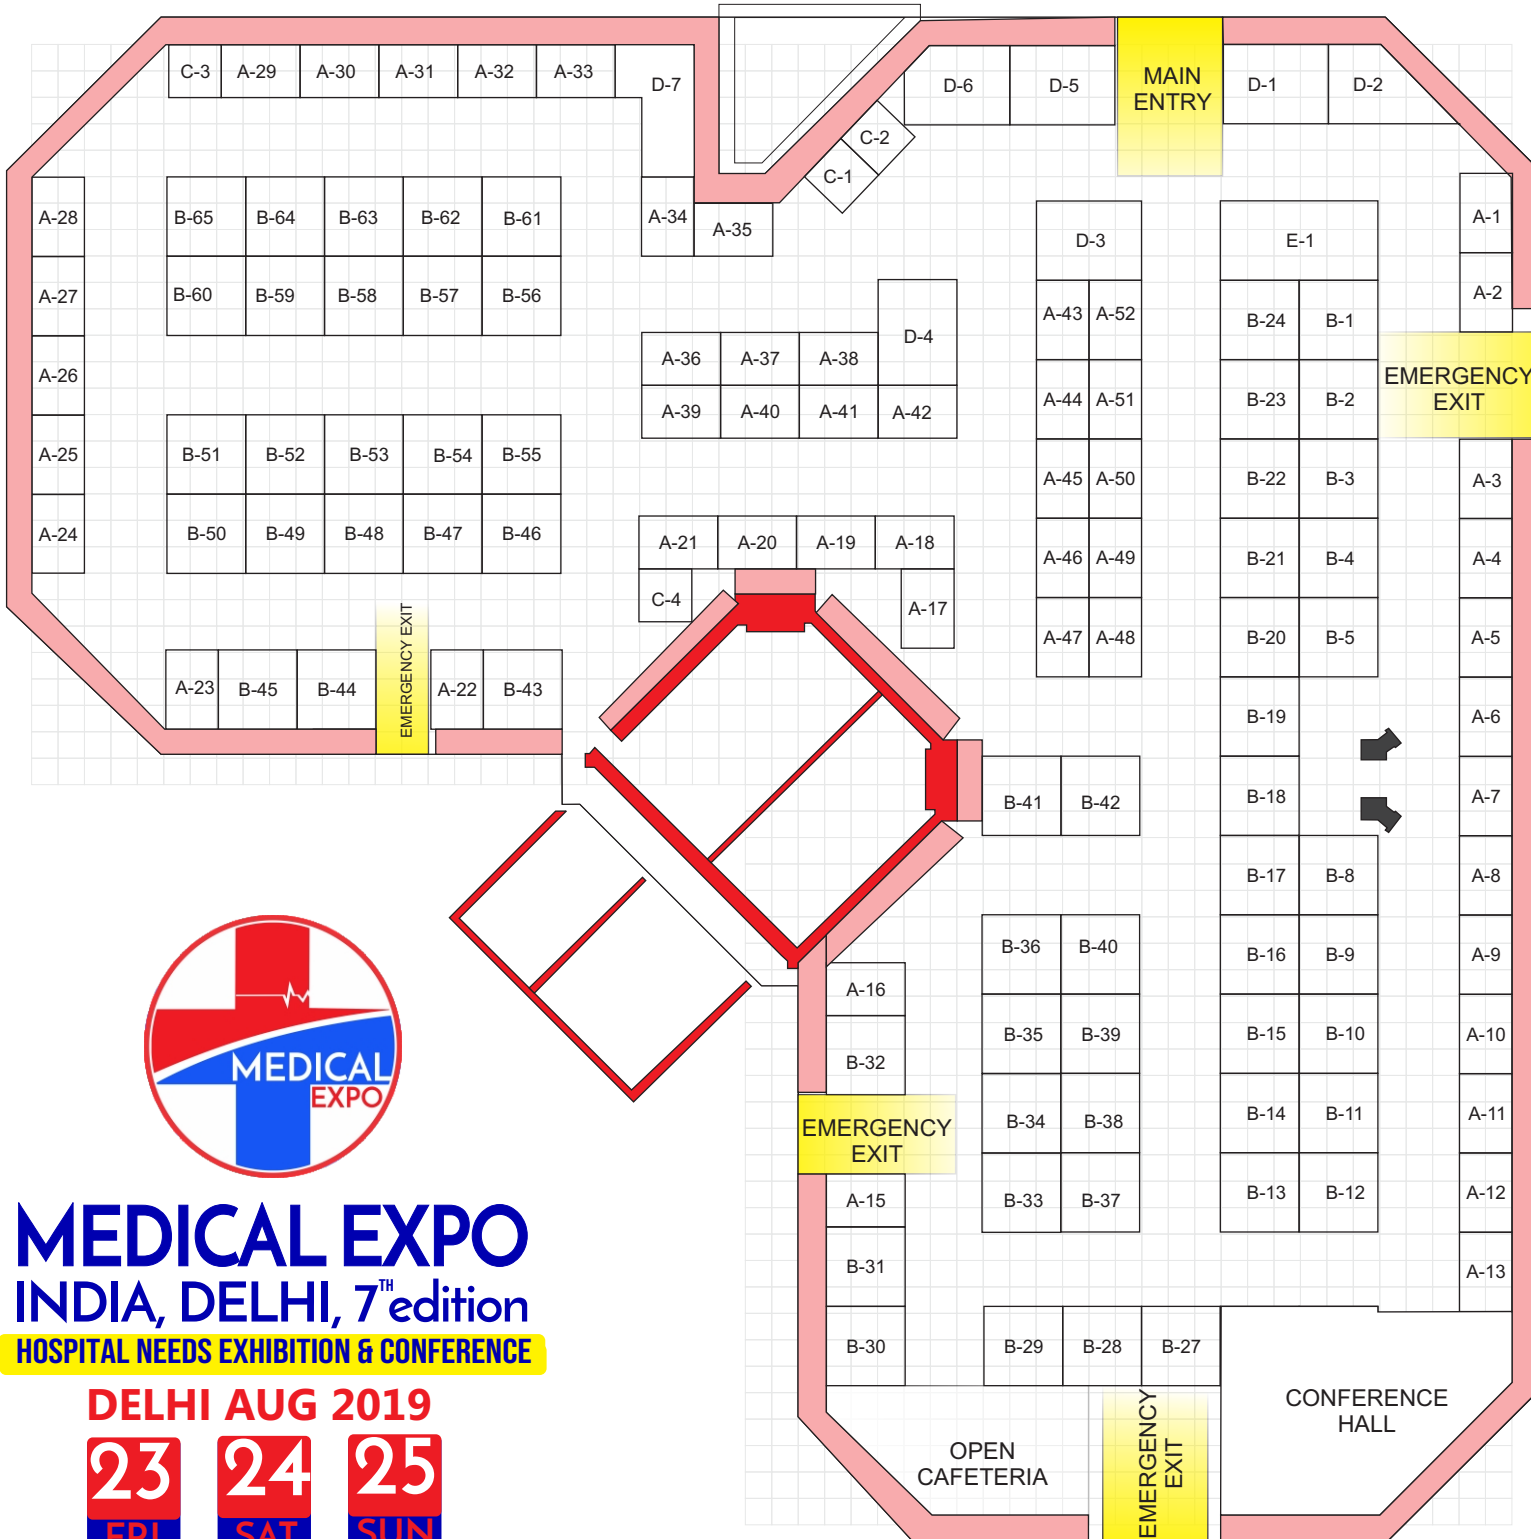 C-3 A-29 A-30 A-31 A-32 A-33 D-7
D-6 D-5
MAIN
ENTRY
D-1 D-2
C-2
C-1
A-28 B-65 B-64 B-63 B-62 B-61 A-34 A-35
D-3 E-1 A-1
A-27 B-60 B-59 B-58 B-57 B-56
A-2
A-43 A-52 B-24 B-1
D-4
A-36 A-37 A-38
A-26
EMERGENCY
EXIT
A-39 A-40 A-41 A-42
A-44 A-51 B-23 B-2
A-25 B-51 B-52 B-53 B-54 B-55
A-45 A-50 B-22 B-3 A-3
A-24 B-50 B-49 B-48 B-47 B-46
A-21 A-20 A-19 A-18
A-46 A-49 B-21 B-4 A-4
C-4 A-17
A-47 A-48 B-20 B-5 A-5
A-23 B-45 B-44
EMERGENCY EXIT
A-22 B-43
B-19 A-6
B-41 B-42 B-18 A-7
B-17 B-8 A-8
B-36 B-40 B-16 B-9 A-9
A-16
B-35 B-39 B-15 B-10 A-10
B-32
B-34 B-38 B-14 B-11 A-11
EMERGENCY
EXIT
A-15 B-33 B-37 B-13 B-12 A-12
B-31 A-13
B-30 B-29 B-28 B-27
CONFERENCE
HALL
OPEN
CAFETERIA
EMERGENCY
EXIT
MEDICAL
EXPO
MEDICAL EXPO
INDIA, DELHI, 7TH edition
HOSPITAL NEEDS EXHIBITION & CONFERENCE
DELHI AUG 2019
23 24 25
FRI SAT SUN